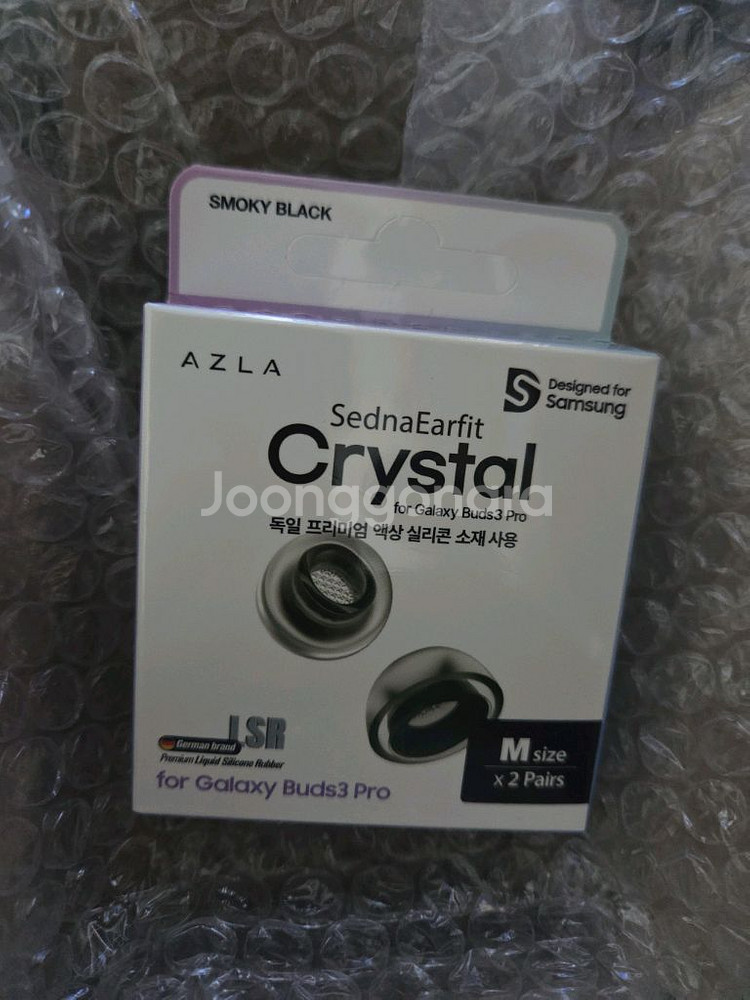 SMOKY BLACK
AZLA
Designed for
Samsung
SednaEarfit
Crystal
Joonggonara
for Galaxy Buds3 Pro
독일 프리미엄 액상 실리콘 소재 사용
LSR
German brand
Premium Liquid Silicone Rubber
for Galaxy Buds3 Pro
M size
x 2 Pairs